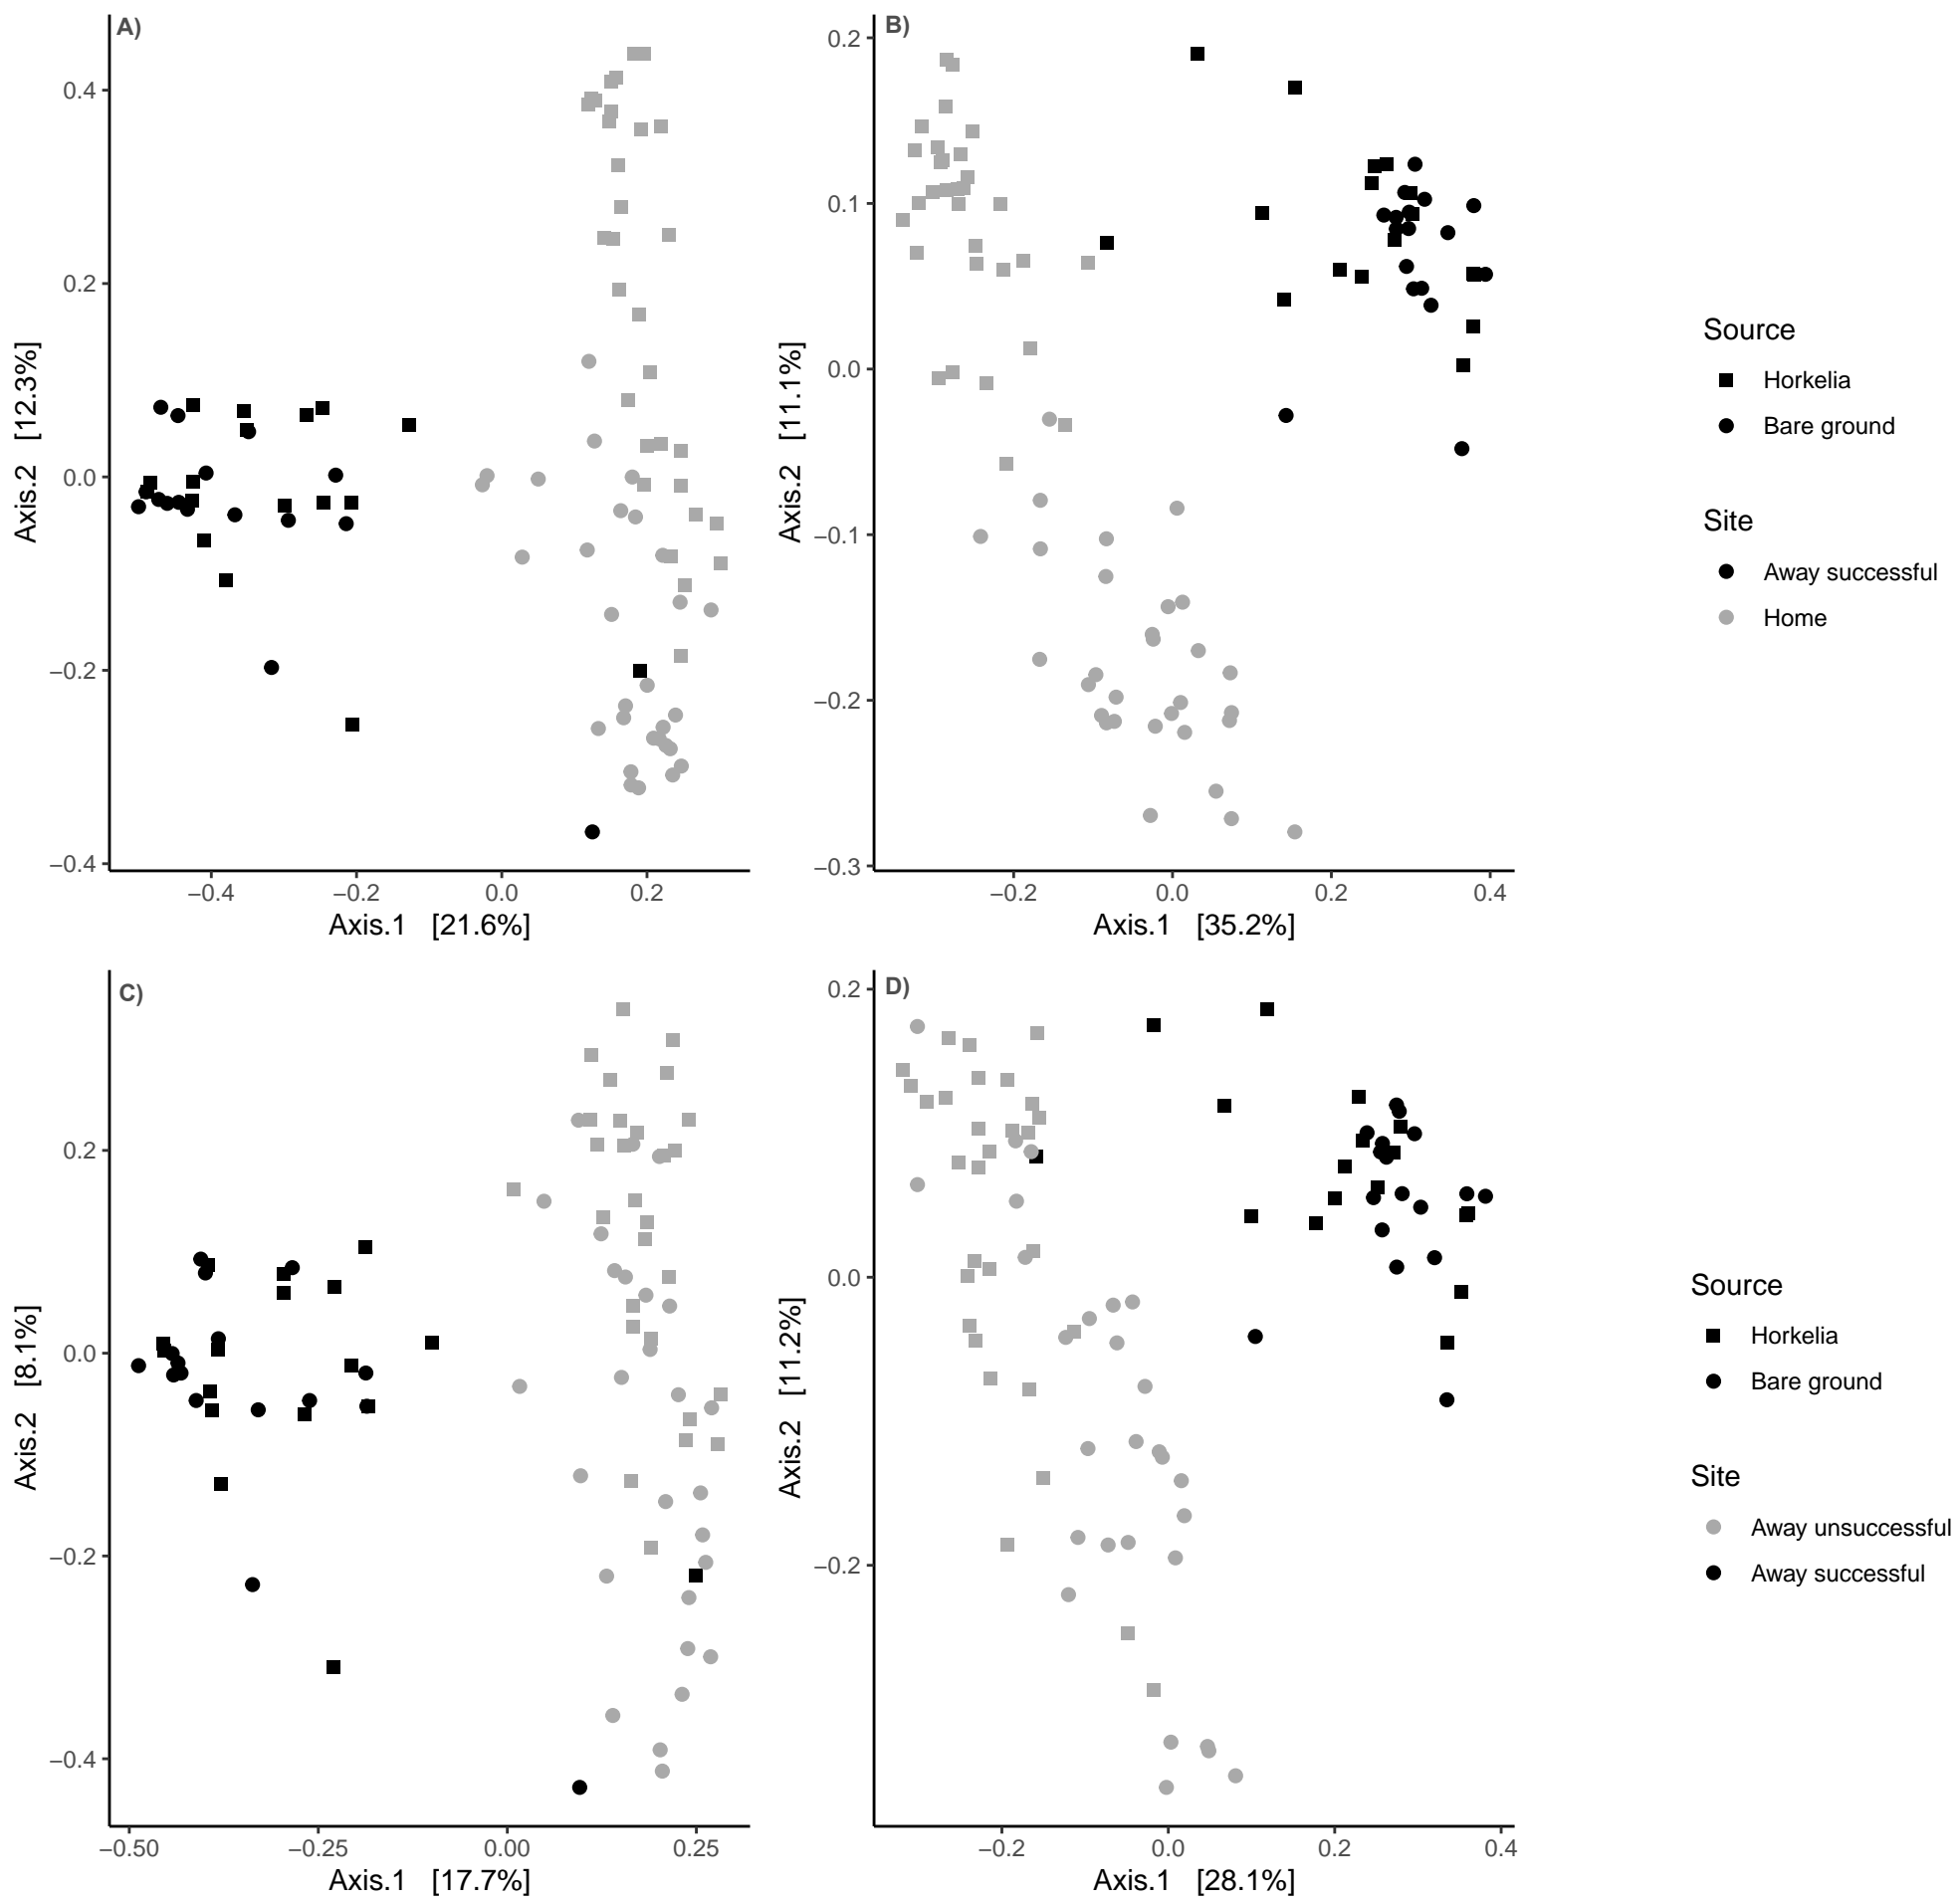 A)
0.4
0.2
0.0
−0.2
−0.4
Axis.2 [12.3%]
−0.4 −0.2 0.0 0.2
Axis.1 [21.6%]
B)
0.2
0.1
0.0
−0.1
−0.2
−0.3
Axis.2 [11.1%]
−0.2 0.0 0.2 0.4
Axis.1 [35.2%]
Source
Horkelia
Bare ground
Site
Away successful
Home
C)
0.2
0.0
−0.2
−0.4
Axis.2 [8.1%]
−0.50 −0.25 0.00 0.25
Axis.1 [17.7%]
D)
0.2
0.0
−0.2
Axis.2 [11.2%]
−0.2 0.0 0.2 0.4
Axis.1 [28.1%]
Source
Horkelia
Bare ground
Site
Away unsuccessful
Away successful